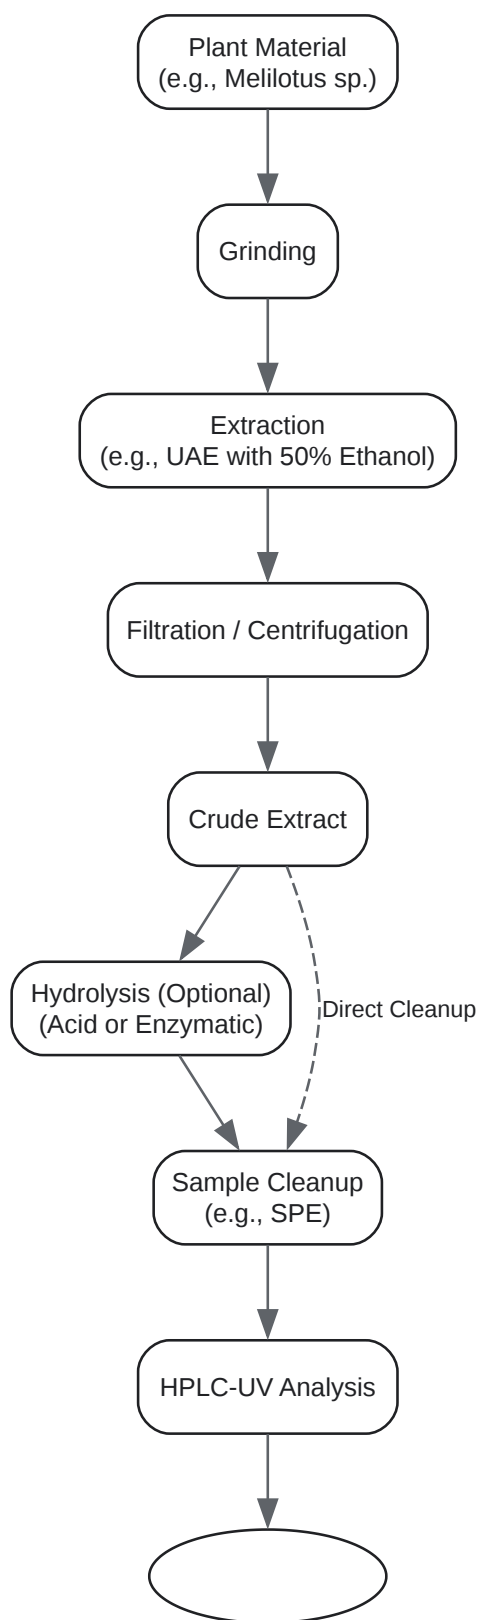 Plant Material
(e.g., Melilotus sp.)
Grinding
Extraction
(e.g., UAE with 50% Ethanol)
Filtration / Centrifugation
Crude Extract
Hydrolysis (Optional)
(Acid or Enzymatic)
Direct Cleanup
Sample Cleanup
(e.g., SPE)
HPLC-UV Analysis